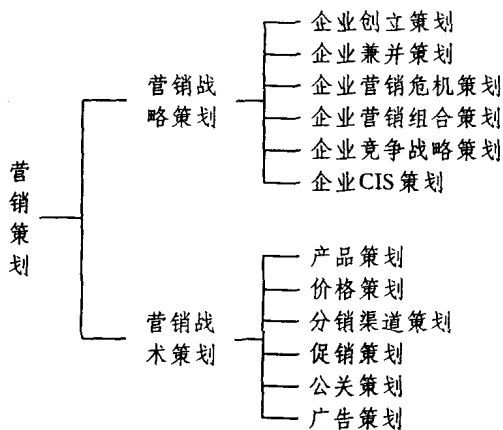 营销策划
营销战
略策划
企业创立策划
企业兼并策划
企业营销危机策划
企业营销组合策划
企业竞争战略策划
企业CIS策划
营销战
术策划
产品策划
价格策划
分销渠道策划
促销策划
公关策划
广告策划